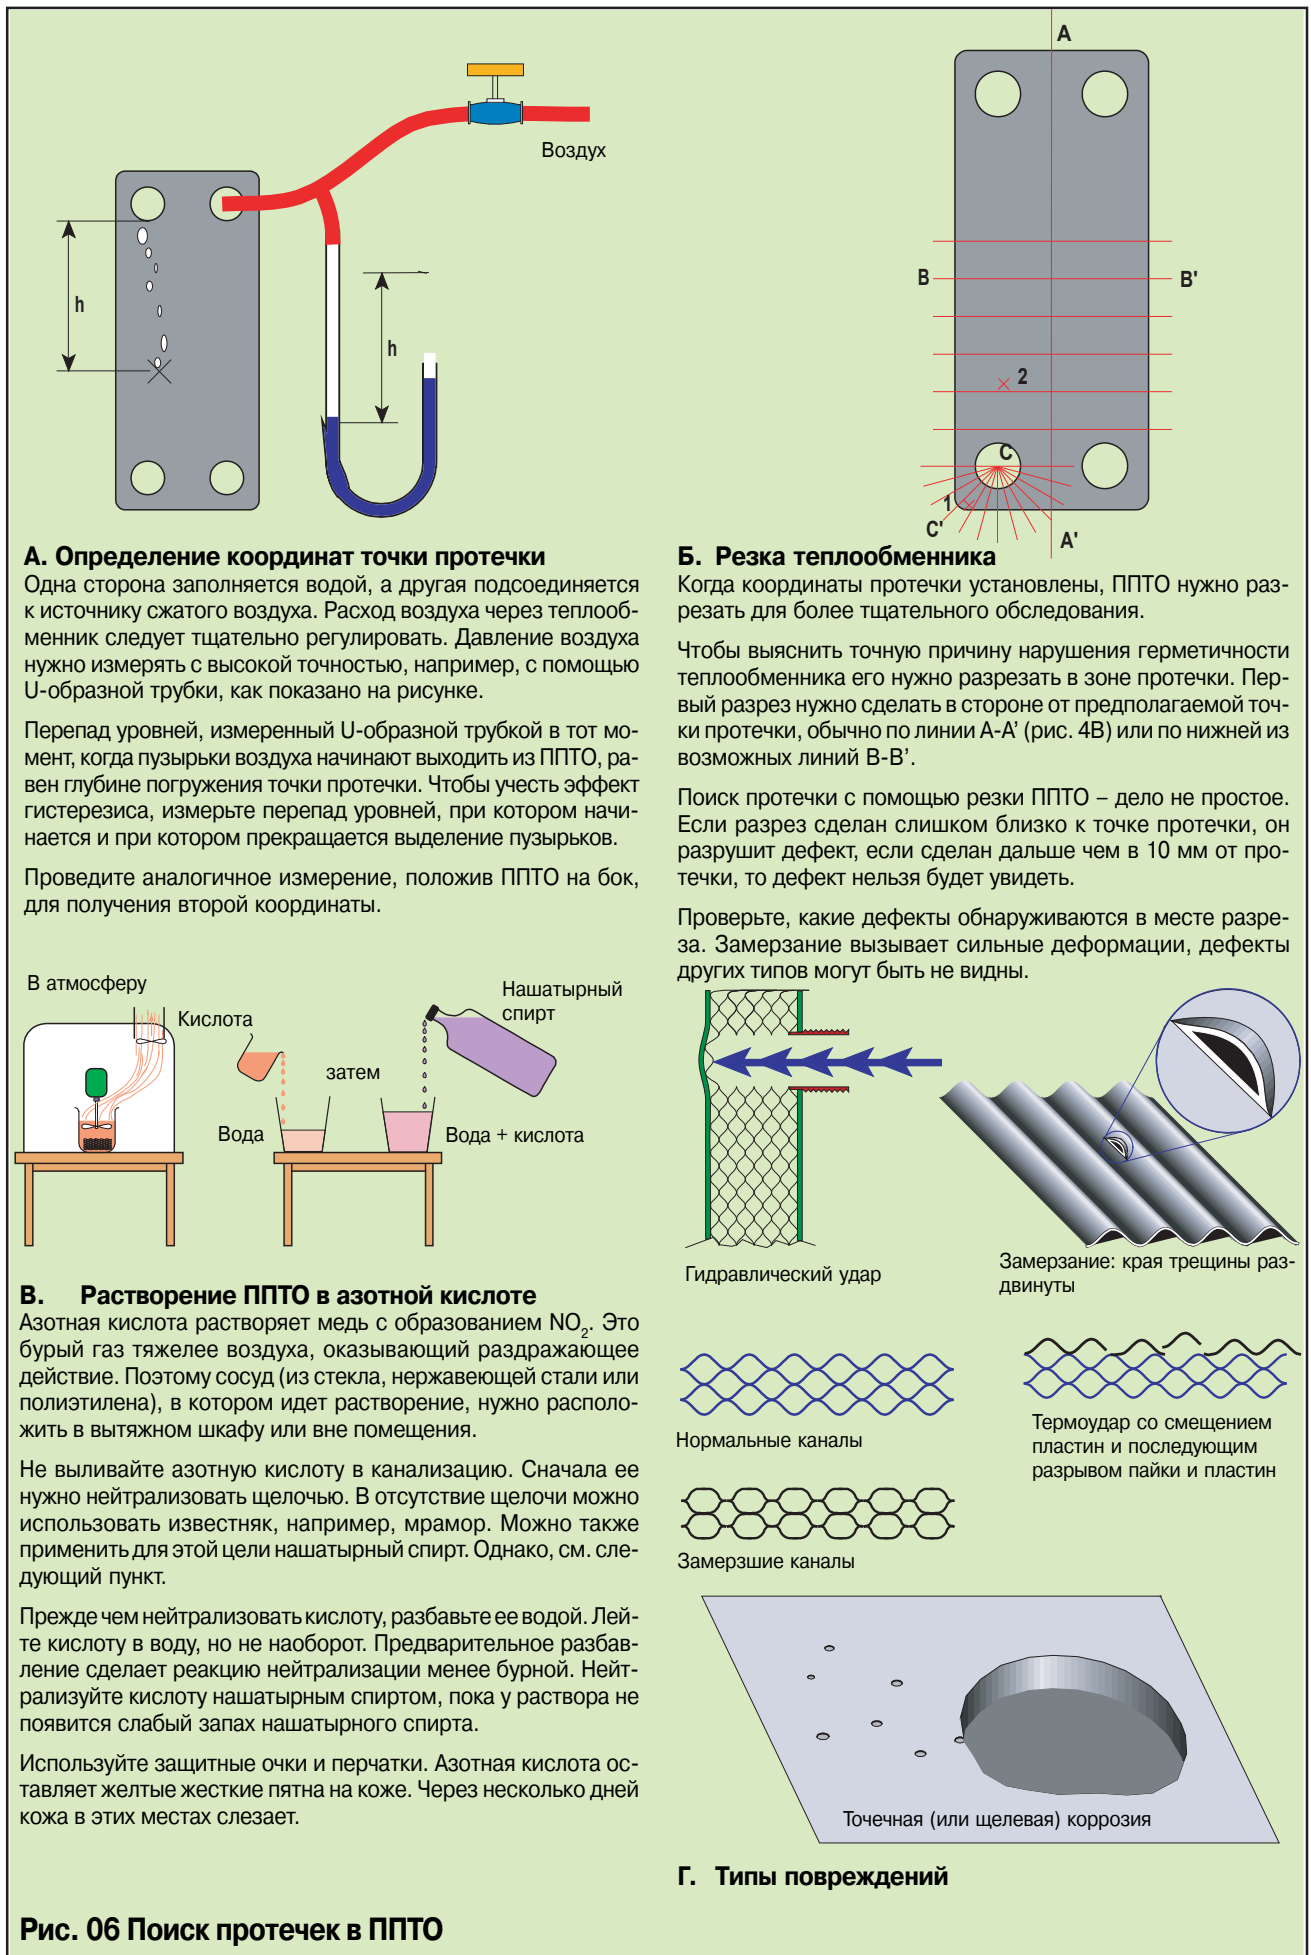 Воздух
h
h
А. Определение координат точки протечки
Одна сторона заполняется водой, а другая подсоединяется
к источнику сжатого воздуха. Расход воздуха через теплооб-
менник следует тщательно регулировать. Давление воздуха
нужно измерять с высокой точностью, например, с помощью
U-образной трубки, как показано на рисунке.
Перепад уровней, измеренный U-образной трубкой в тот мо-
мент, когда пузырьки воздуха начинают выходить из ППТО, ра-
вен глубине погружения точки протечки. Чтобы учесть эффект
гистерезиса, измерьте перепад уровней, при котором начи-
нается и при котором прекращается выделение пузырьков.
Проведите аналогичное измерение, положив ППТО на бок,
для получения второй координаты.
В атмосферу
Кислота
Нашатырный
спирт
затем
Вода
Вода + кислота
В. Растворение ППТО в азотной кислоте
Азотная кислота растворяет медь с образованием NO2. Это
бурый газ тяжелее воздуха, оказывающий раздражающее
действие. Поэтому сосуд (из стекла, нержавеющей стали или
полиэтилена), в котором идет растворение, нужно располо-
жить в вытяжном шкафу или вне помещения.
Не выливайте азотную кислоту в канализацию. Сначала ее
нужно нейтрализовать щелочью. В отсутствие щелочи можно
использовать известняк, например, мрамор. Можно также
применить для этой цели нашатырный спирт. Однако, см. сле-
дующий пункт.
Прежде чем нейтрализовать кислоту, разбавьте ее водой. Лей-
те кислоту в воду, но не наоборот. Предварительное разбав-
ление сделает реакцию нейтрализации менее бурной. Нейт-
рализуйте кислоту нашатырным спиртом, пока у раствора не
появится слабый запах нашатырного спирта.
Используйте защитные очки и перчатки. Азотная кислота ос-
тавляет желтые жесткие пятна на коже. Через несколько дней
кожа в этих местах слезает.
A
B
B'
2
C
1
C'
A'
Б. Резка теплообменника
Когда координаты протечки установлены, ППТО нужно раз-
резать для более тщательного обследования.
Чтобы выяснить точную причину нарушения герметичности
теплообменника его нужно разрезать в зоне протечки. Пер-
вый разрез нужно сделать в стороне от предполагаемой точ-
ки протечки, обычно по линии А-А’ (рис. 4В) или по нижней из
возможных линий В-В’.
Поиск протечки с помощью резки ППТО – дело не простое.
Если разрез сделан слишком близко к точке протечки, он
разрушит дефект, если сделан дальше чем в 10 мм от про-
течки, то дефект нельзя будет увидеть.
Проверьте, какие дефекты обнаруживаются в месте разре-
за. Замерзание вызывает сильные деформации, дефекты
других типов могут быть не видны.
Гидравлический удар
Замерзание: края трещины раз-
двинуты
Нормальные каналы
Термоудар со смещением
пластин и последующим
разрывом пайки и пластин
Замерзшие каналы
Точечная (или щелевая) коррозия
Г. Типы повреждений
Рис. 06 Поиск протечек в ППТО